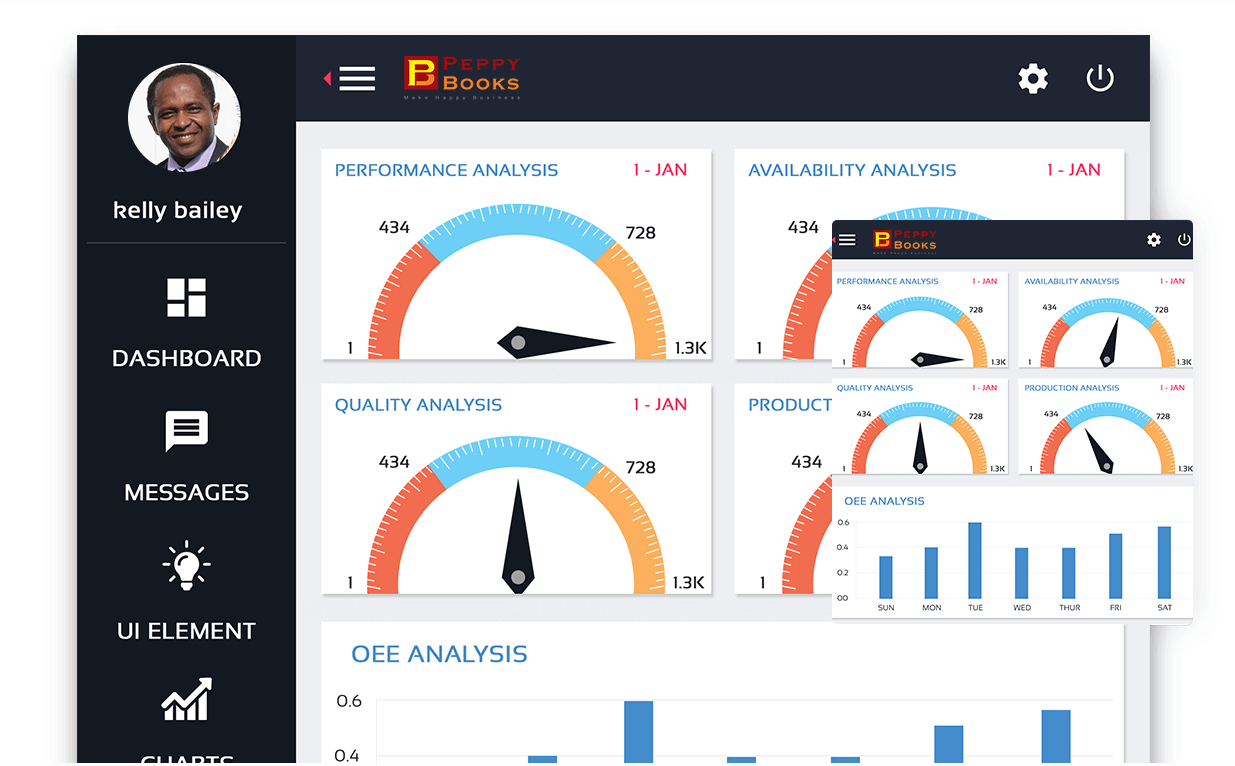 kelly bailey
DASHBOARD
MESSAGES
UI ELEMENT
CHARTS
B PEPPY
BOOKS
Make Happy Business
PERFORMANCE ANALYSIS 1 - JAN
434 728
1 1.3K
AVAILABILITY ANALYSIS 1 - JAN
434
1
QUALITY ANALYSIS 1 - JAN
434 728
1 1.3K
PRODUCT
434
1
OEE ANALYSIS
0.6
0.4
B PEPPY
BOOKS
PERFORMANCE ANALYSIS 1 - JAN
434 728
1 1.3K
AVAILABILITY ANALYSIS 1 - JAN
434 728
1 1.3K
QUALITY ANALYSIS 1 - JAN
434 728
1 1.3K
PRODUCTION ANALYSIS 1 - JAN
434 728
1 1.3K
OEE ANALYSIS
0.6
0.4
0.2
00
SUN MON TUE WED THUR FRI SAT